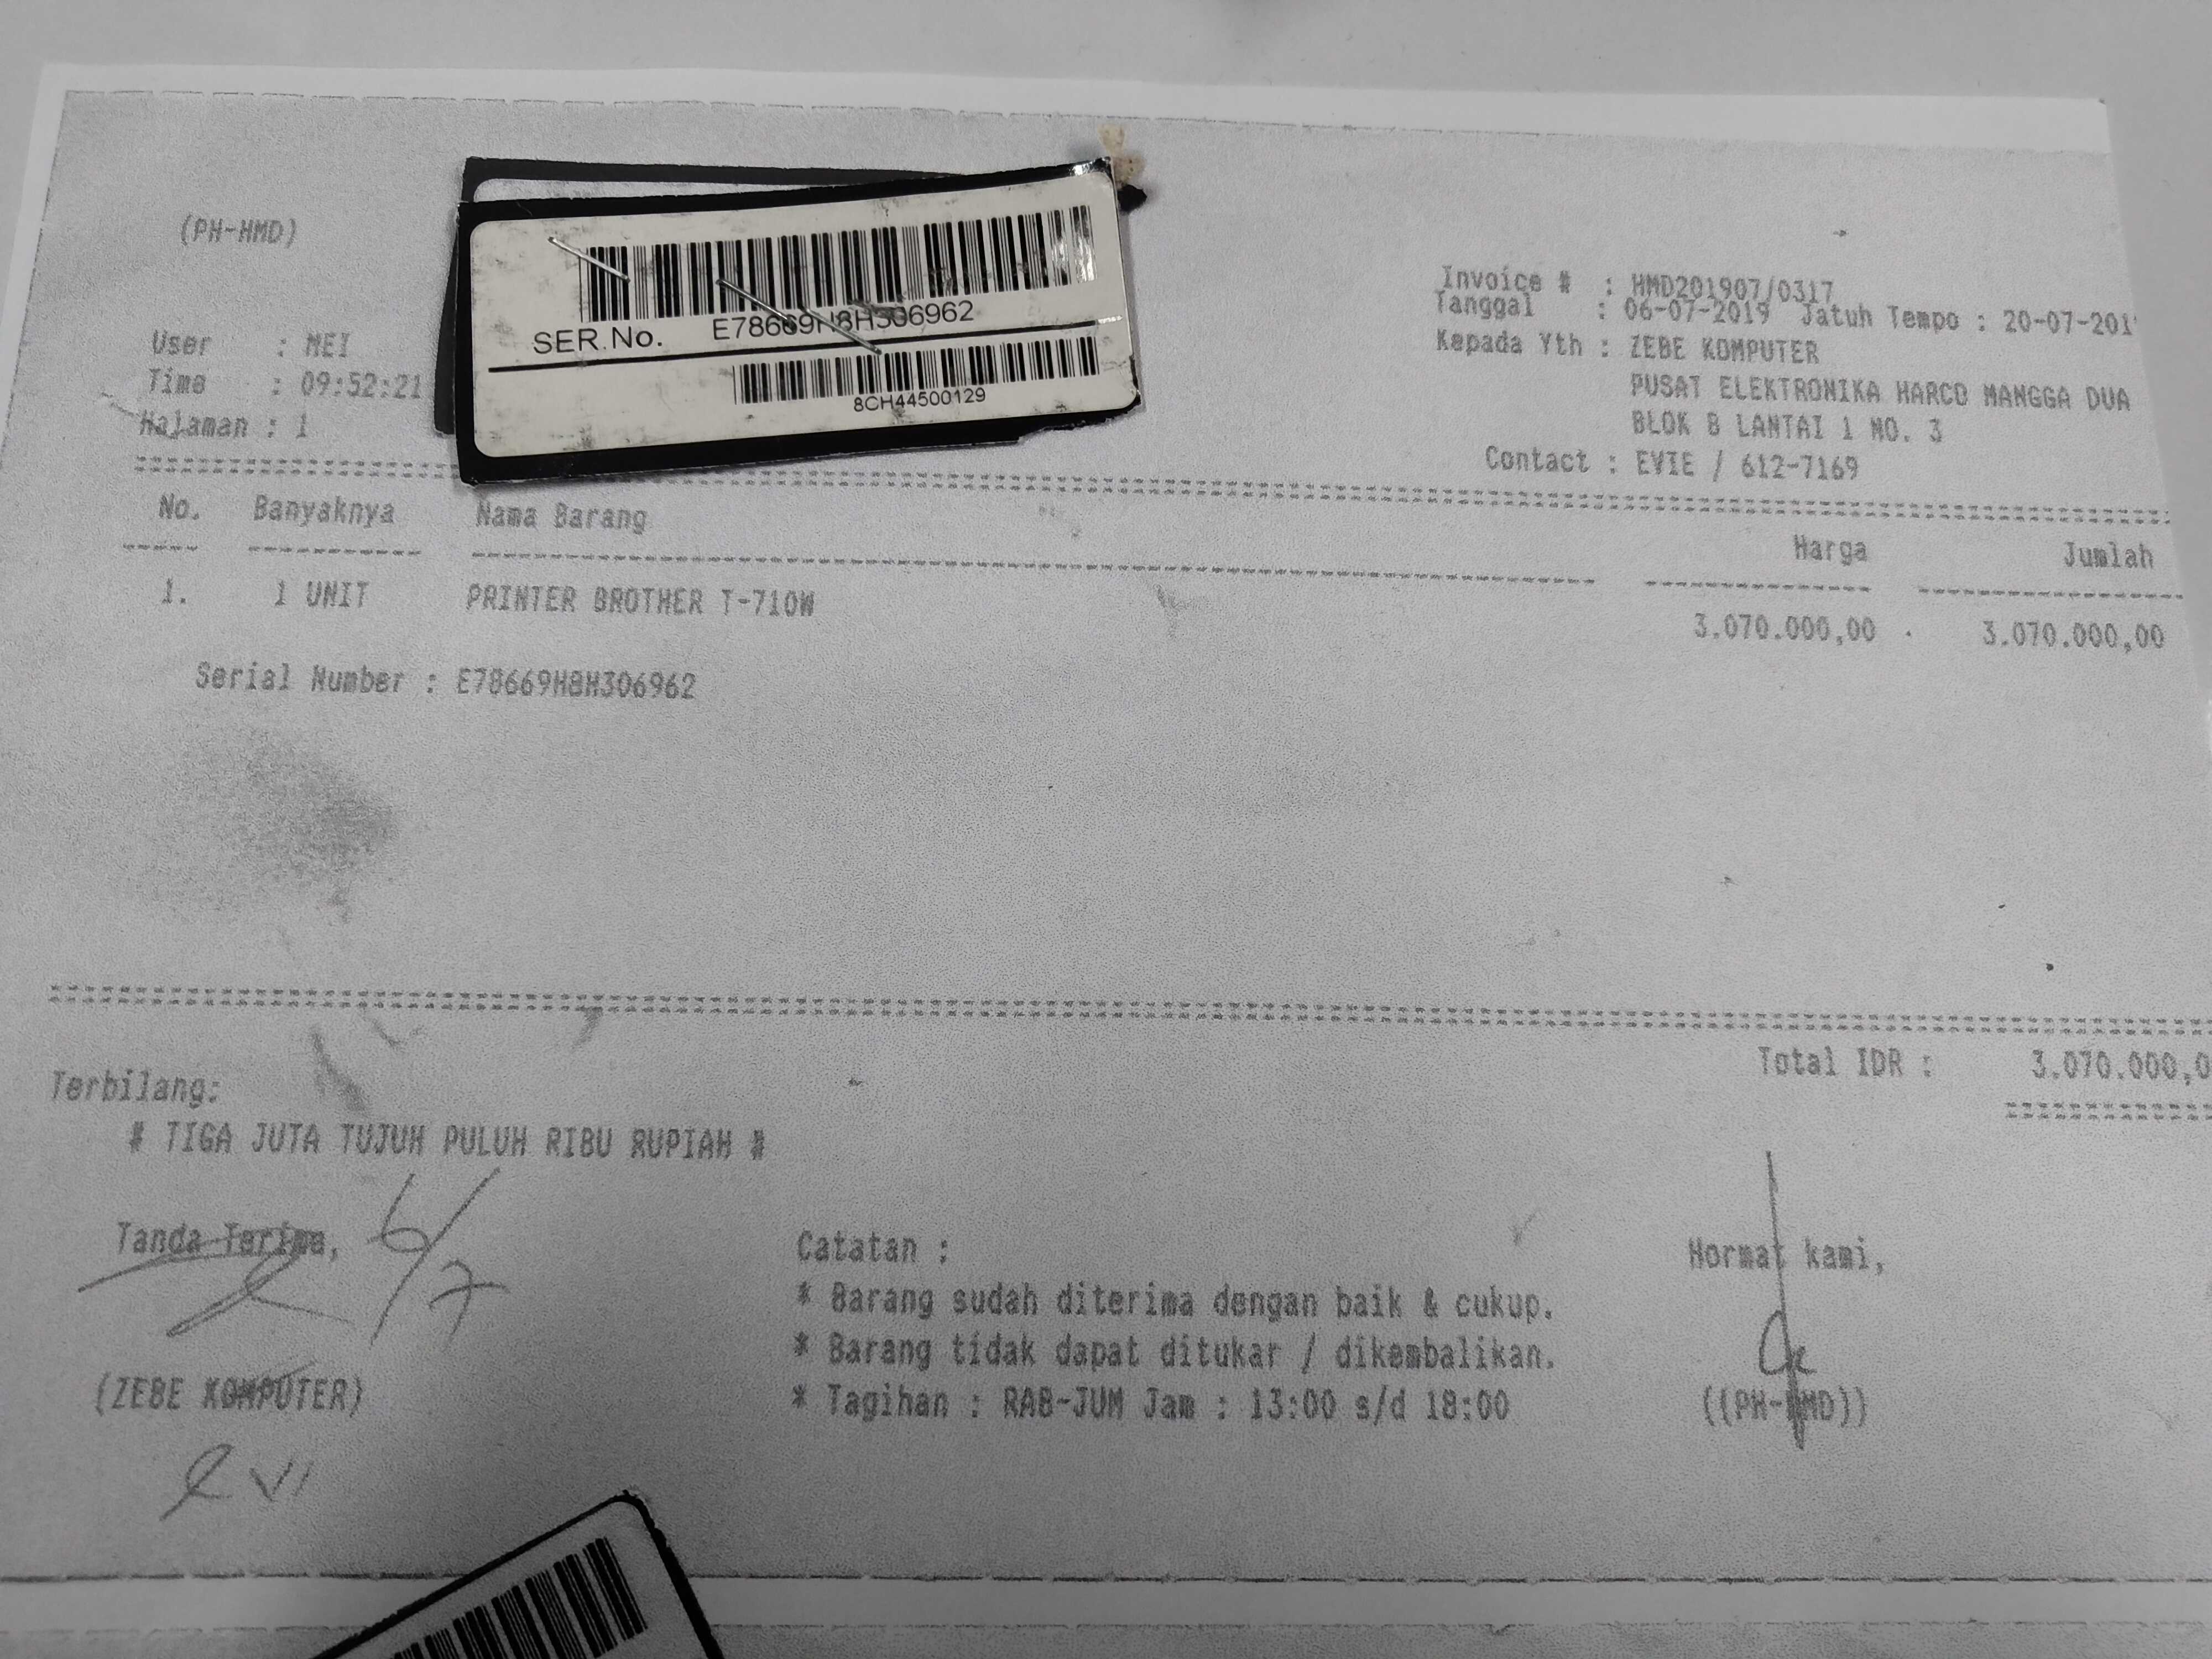 (PH-HMD)
SER.No. E78669H8H306962
8CH44500129
Invoice # : HMD201907/0317
Tanggal : 06-07-2019 Jatuh Tempo : 20-07-201
User : MEI
Kepada Yth : ZEBE KOMPUTER
Time : 09:52:21
PUSAT ELEKTRONIKA HARCO MANGGA DUA
Halaman : 1
BLOK B LANTAI 1 NO. 3
Contact : EVIE / 612-7169
No. Banyaknya Nama Barang Harga Jumlah
1. 1 UNIT PRINTER BROTHER T-710W 3.070.000,00 3.070.000,00
Serial Number : E78669H8H306962
Total IDR : 3.070.000,0
Terbilang:
# TIGA JUTA TUJUH PULUH RIBU RUPIAH #
Tanda Terima, 6/7
Catatan :
Hormat kami,
* Barang sudah diterima dengan baik & cukup.
* Barang tidak dapat ditukar / dikembalikan.
(ZEBE KOMPUTER)
* Tagihan : RAB-JUM Jam : 13:00 s/d 18:00
((PH-HMD))
evi